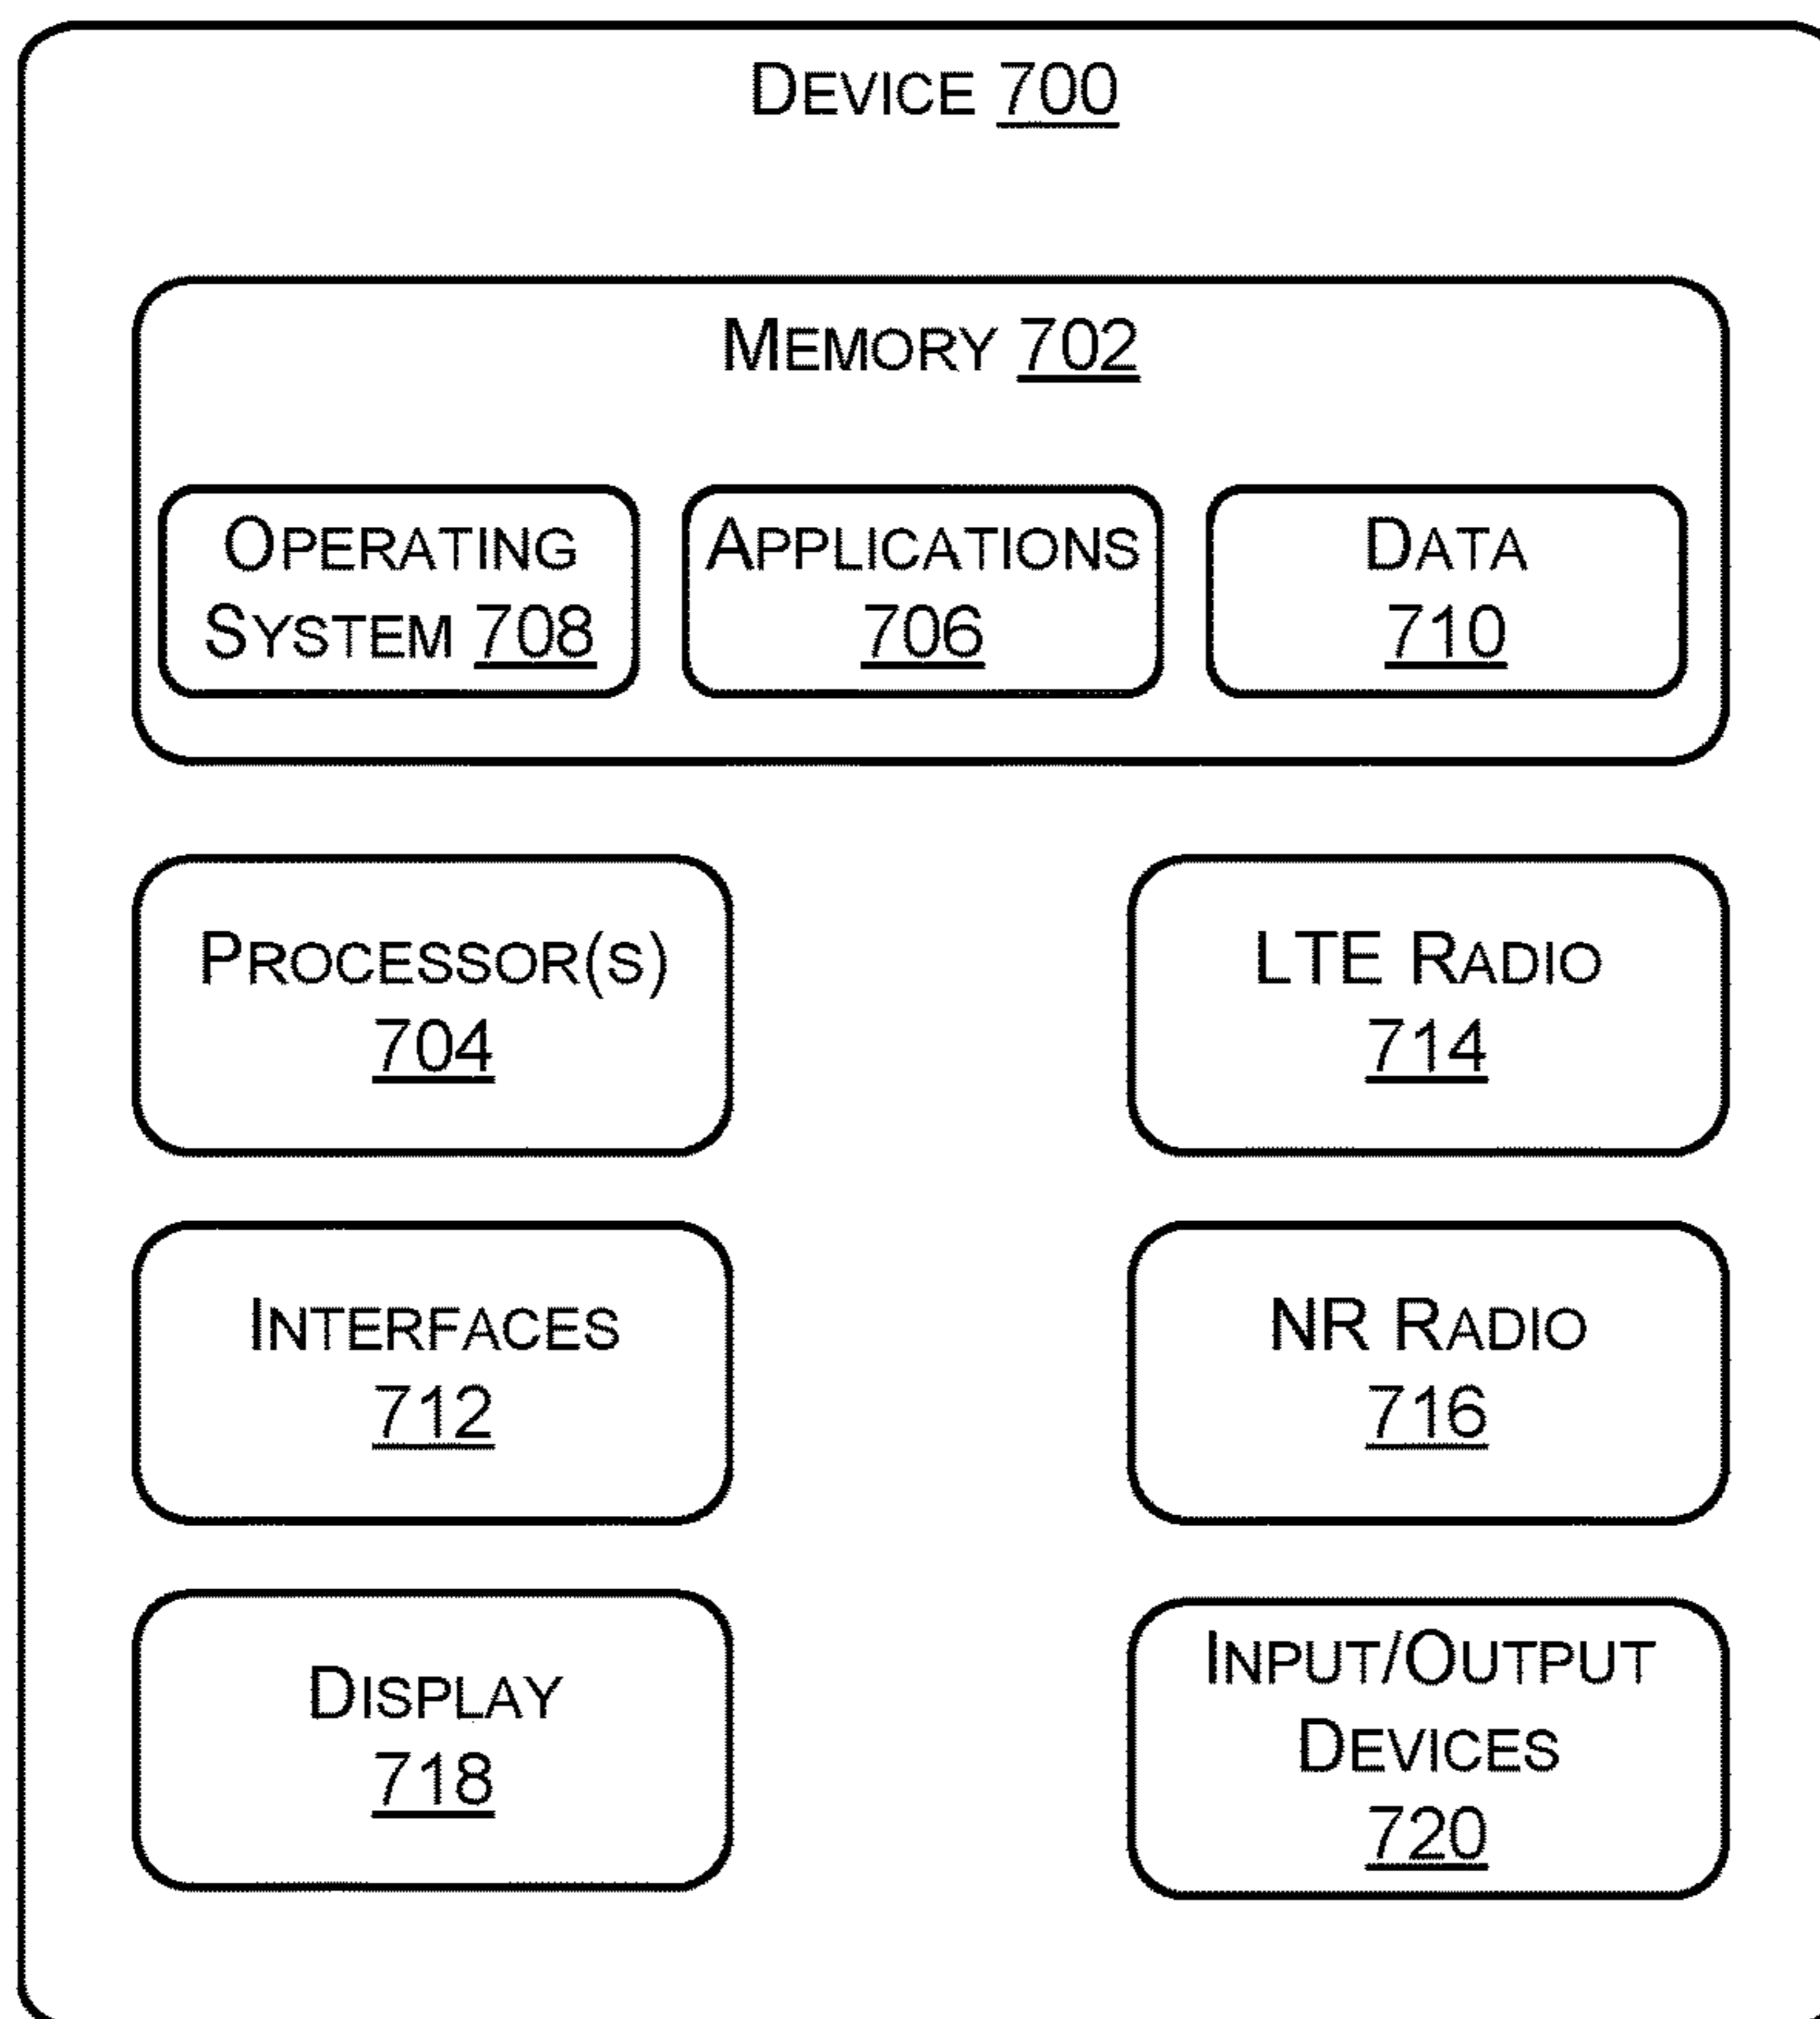 DEVICE 700
MEMORY 702
OPERATING
SYSTEM 708
APPLICATIONS
706
DATA
710
PROCESSOR(S)
704
LTE RADIO
714
INTERFACES
712
NR RADIO
716
DISPLAY
718
INPUT/OUTPUT
DEVICES
720